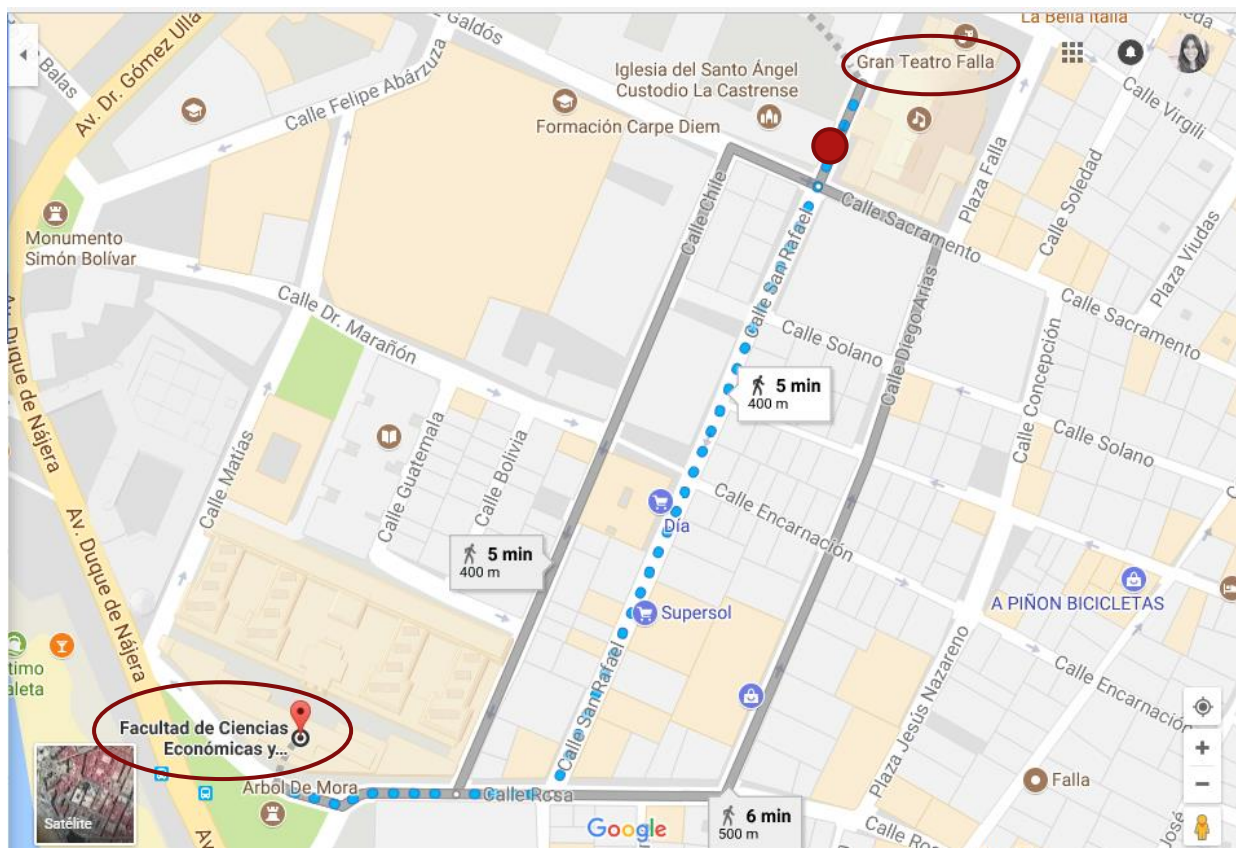 La Bella Italia
Galdós
Balas
Av. Dr. Gómez Ulla
Calle Felipe Abárzuza
Iglesia del Santo Ángel
Custodio La Castrense
Gran Teatro Falla
Calle Virgili
Formación Carpe Diem
Plaza Falla
Calle Soledad
Calle Chile
Calle Sacramento
Plaza Viudas
Monumento
Simón Bolívar
Calle San Rafael
Calle Dr. Marañón
Calle Solano
Calle Diego Arias
Calle Sacramento
Av. Duque de Nájera
Calle Concepción
5 min
400 m
Calle Solano
Calle Matías
Calle Guatemala
Calle Bolivia
Calle Encarnación
Día
Av. Duque de Nájera
5 min
400 m
A PIÑON BICICLETAS
Supersol
timo
aleta
Calle San Rafael
Plaza Jesús Nazareno
Calle Encarnación
Facultad de Ciencias
Económicas y...
Arbol De Mora
Calle Rosa
Falla
Satélite
Av
Google
6 min
500 m
Calle Ros
José